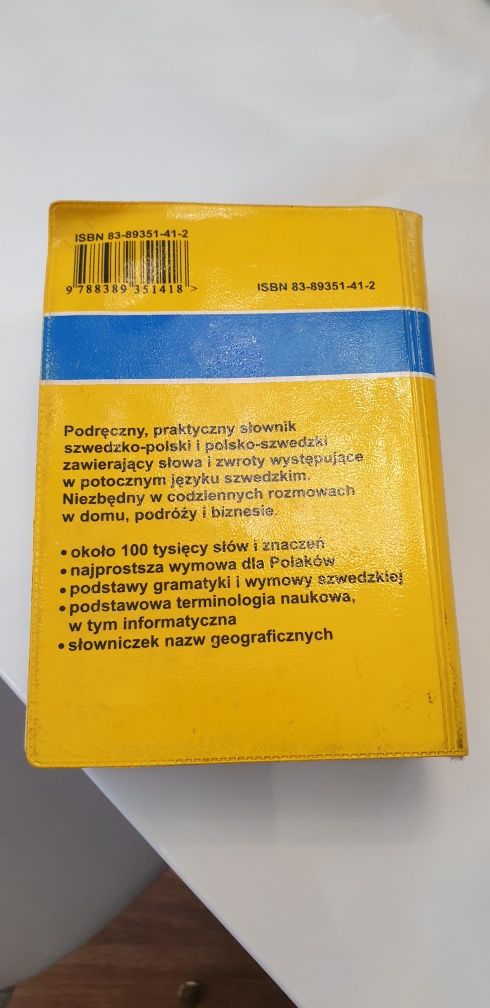 ISBN 83-89351-41-2
9 788389 351418 >
ISBN 83-89351-41-2
Podręczny, praktyczny słownik
szwedzko-polski i polsko-szwedzki
zawierający słowa i zwroty występujące
w potocznym języku szwedzkim.
Niezbędny w codziennych rozmowach
w domu, podróży i biznesie.
• około 100 tysięcy słów i znaczeń
• najprostsza wymowa dla Polaków
• podstawy gramatyki i wymowy szwedzkiej
• podstawowa terminologia naukowa,
w tym informatyczna
• słowniczek nazw geograficznych